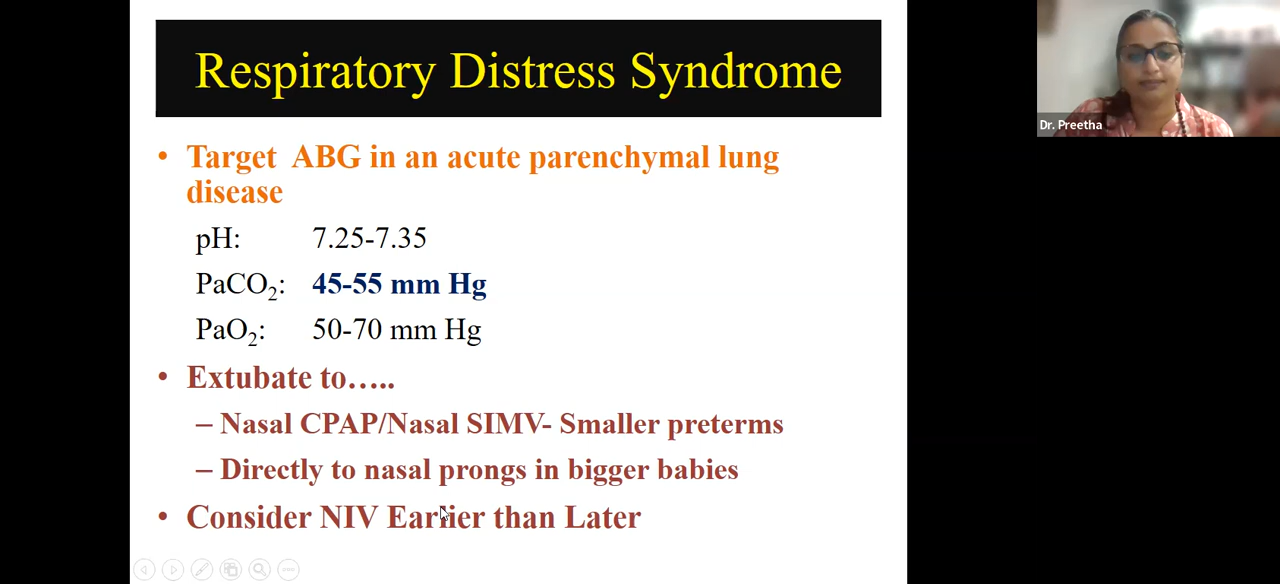 Respiratory Distress Syndrome
• Target ABG in an acute parenchymal lung
disease
pH: 7.25-7.35
PaCO₂: 45-55 mm Hg
PaO₂: 50-70 mm Hg
• Extubate to…..
– Nasal CPAP/Nasal SIMV- Smaller preterms
– Directly to nasal prongs in bigger babies
• Consider NIV Earlier than Later
Dr. Preetha